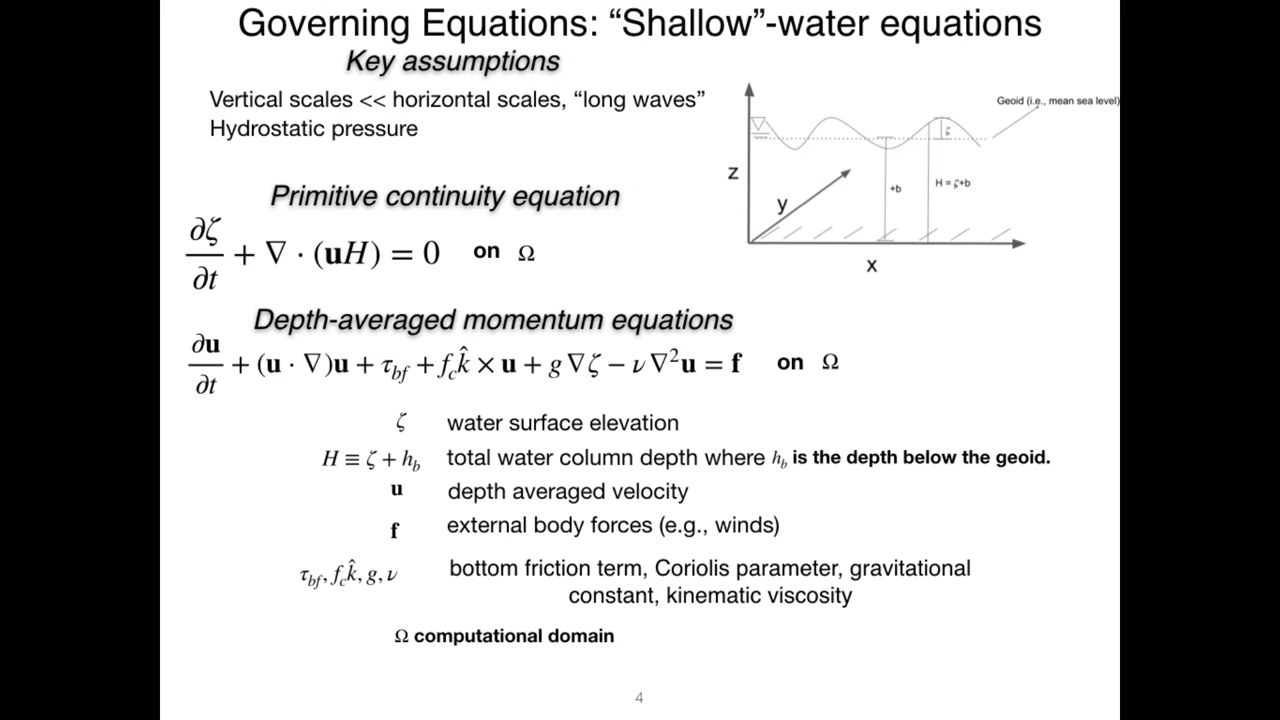 Governing Equations: “Shallow”-water equations
Key assumptions
Vertical scales << horizontal scales, “long waves”
Hydrostatic pressure
Geoid (i.e., mean sea level)
ζ
z
+b
H = ζ+b
y
x
Primitive continuity equation
∂ζ/∂t + ∇ · (uH) = 0 on Ω
Depth-averaged momentum equations
∂u/∂t + (u · ∇)u + τ_bf + f_c k̂ × u + g∇ζ − ν∇²u = f on Ω
ζ water surface elevation
H ≡ ζ + h_b total water column depth where h_b is the depth below the geoid.
u depth averaged velocity
f external body forces (e.g., winds)
τ_bf, f_c k̂, g, ν bottom friction term, Coriolis parameter, gravitational
constant, kinematic viscosity
Ω computational domain
4